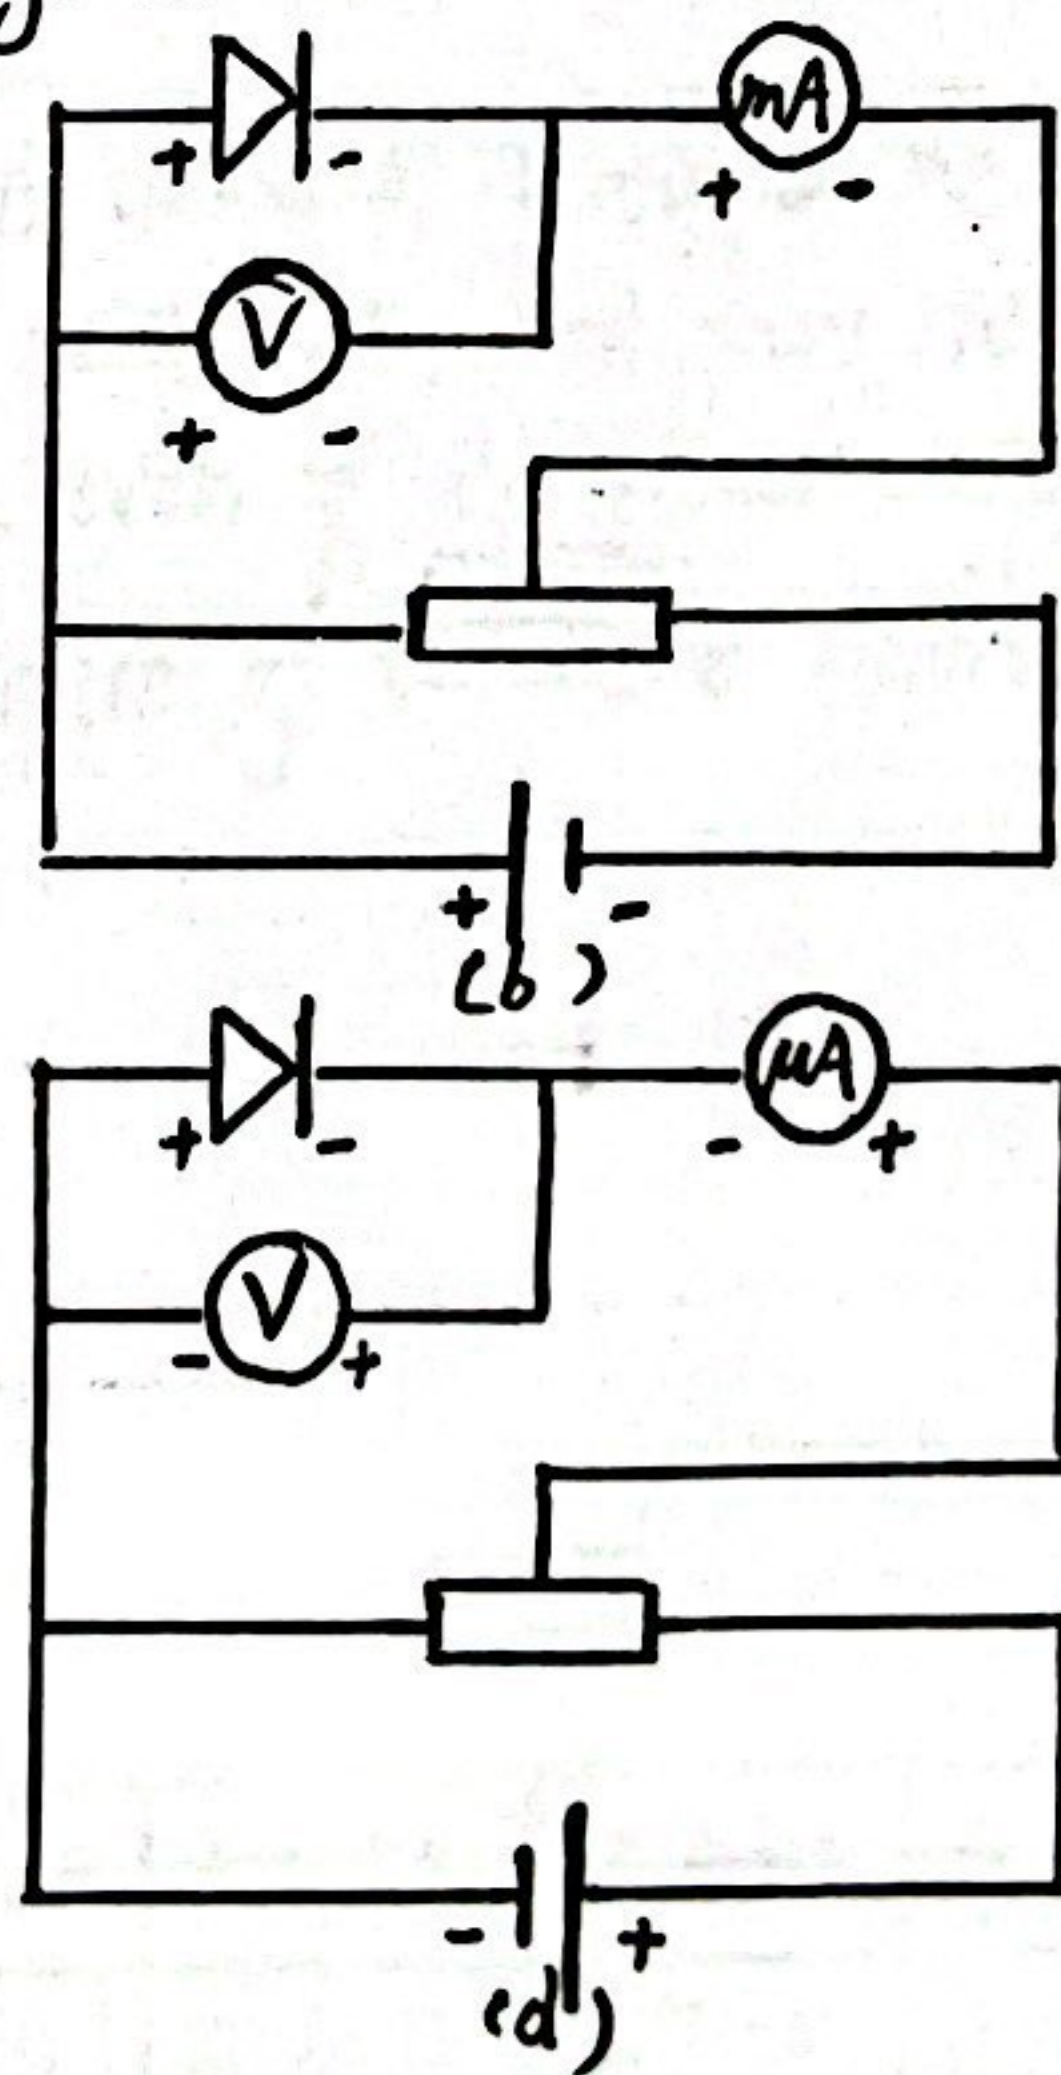 mA
+ - + -
V
+ -
+ -
(b)
μA
+ - - +
V
- +
- +
(d)